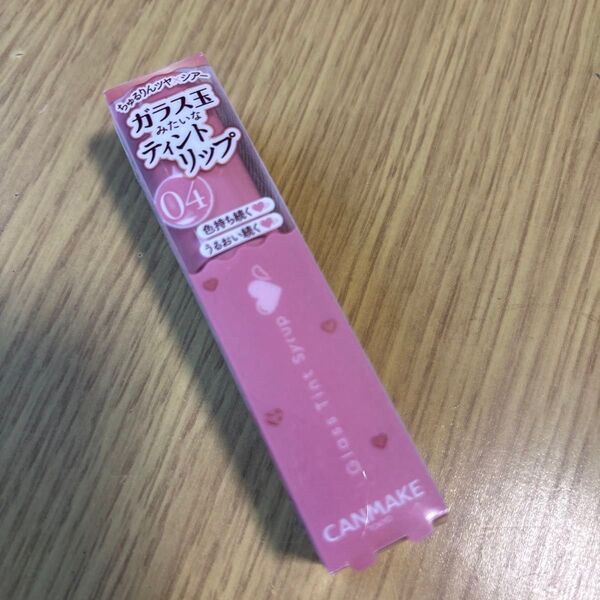 ちゅるりんツヤ×シアー
ガラス玉
みたいな
ティント
リップ
04
色持ち続く♥
うるおい続く♥
Glass Tint Syrup
CANMAKE
TOKYO